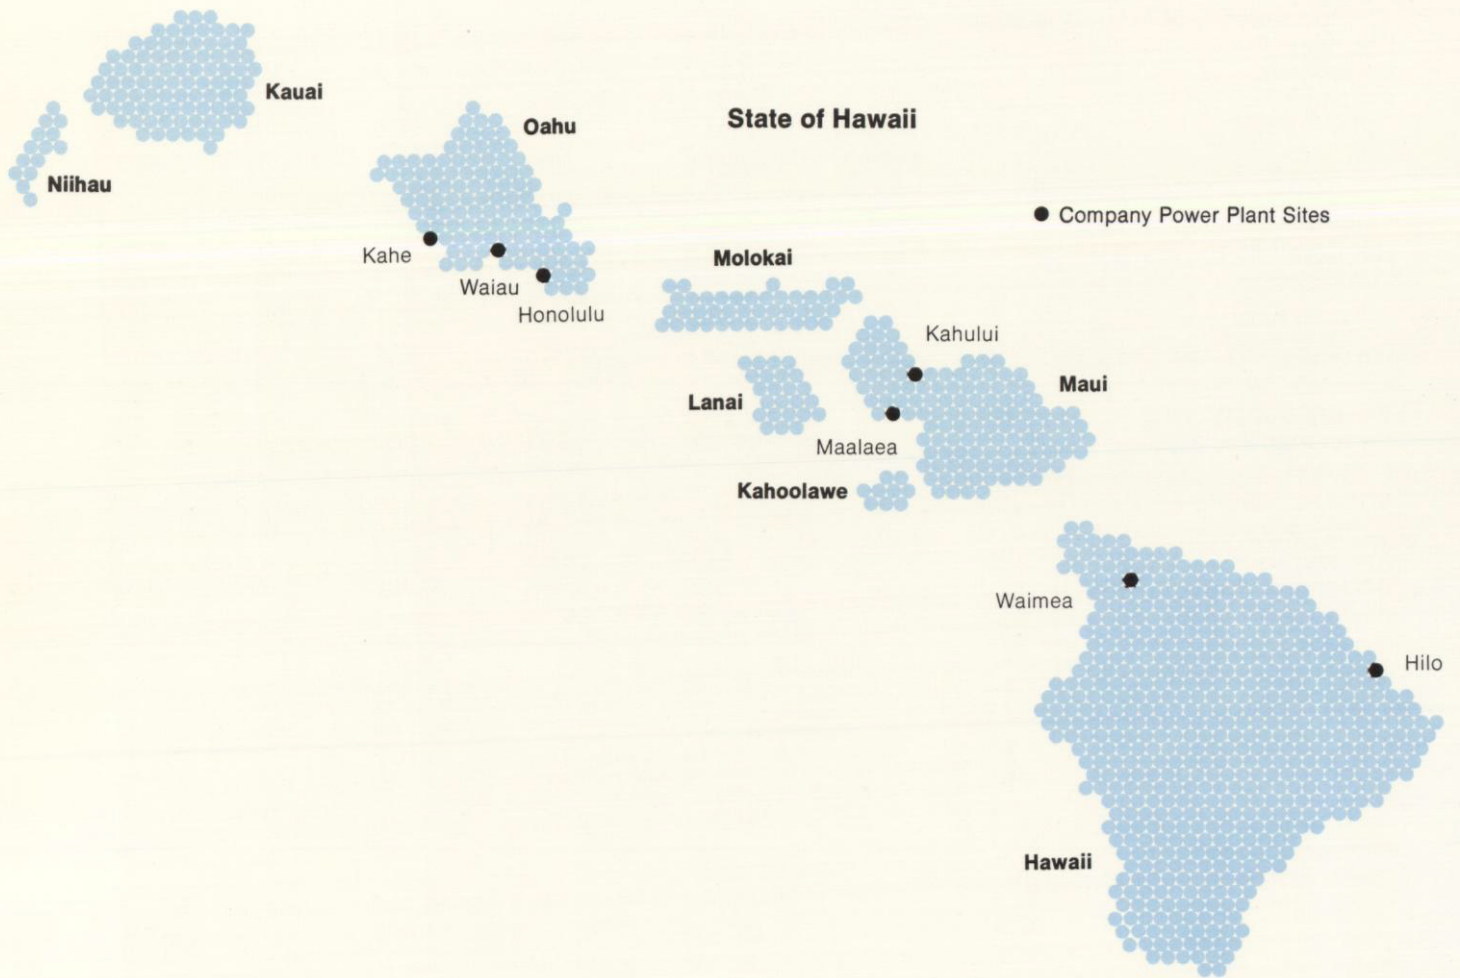 Kauai
Oahu
State of Hawaii
Niihau
Company Power Plant Sites
Kahe
Waiau
Honolulu
Molokai
Kahului
Lanai
Maui
Maalaea
Kahoolawe
Waimea
Hilo
Hawaii